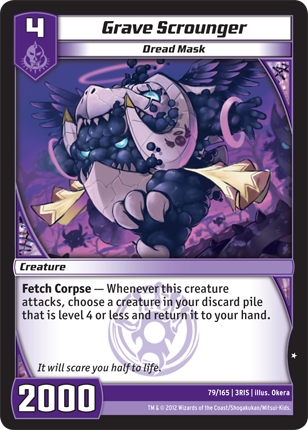 4
Grave Scrounger
Dread Mask
Creature
Fetch Corpse — Whenever this creature
attacks, choose a creature in your discard pile
that is level 4 or less and return it to your hand.
It will scare you half to life.
2000
79/165 | 3RIS | illus. Okera
TM & © 2012 Wizards of the Coast/Shogakukan/Mitsui-Kids.